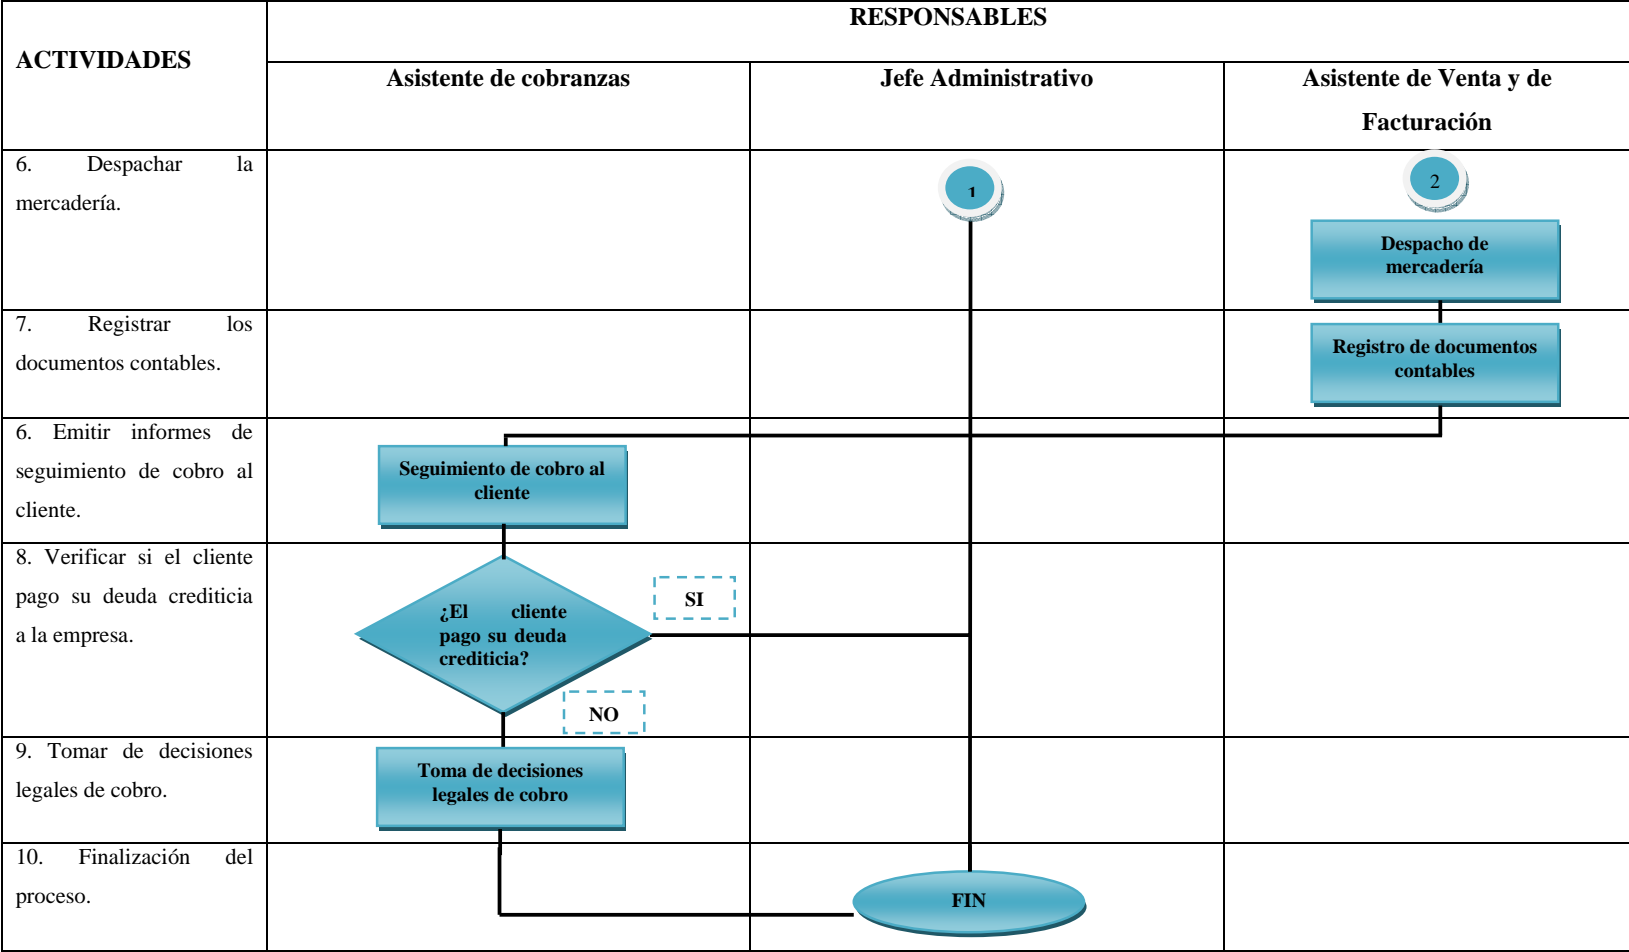 RESPONSABLES
ACTIVIDADES
Asistente de cobranzas
Jefe Administrativo
Asistente de Venta y de
Facturación
6. Despachar la
mercadería.
1
2
Despacho de
mercadería
7. Registrar los
documentos contables.
Registro de documentos
contables
6. Emitir informes de
seguimiento de cobro al
cliente.
Seguimiento de cobro al
cliente
8. Verificar si el cliente
pago su deuda crediticia
a la empresa.
¿El cliente
pago su deuda
crediticia?
SI
NO
9. Tomar de decisiones
legales de cobro.
Toma de decisiones
legales de cobro
10. Finalización del
proceso.
FIN